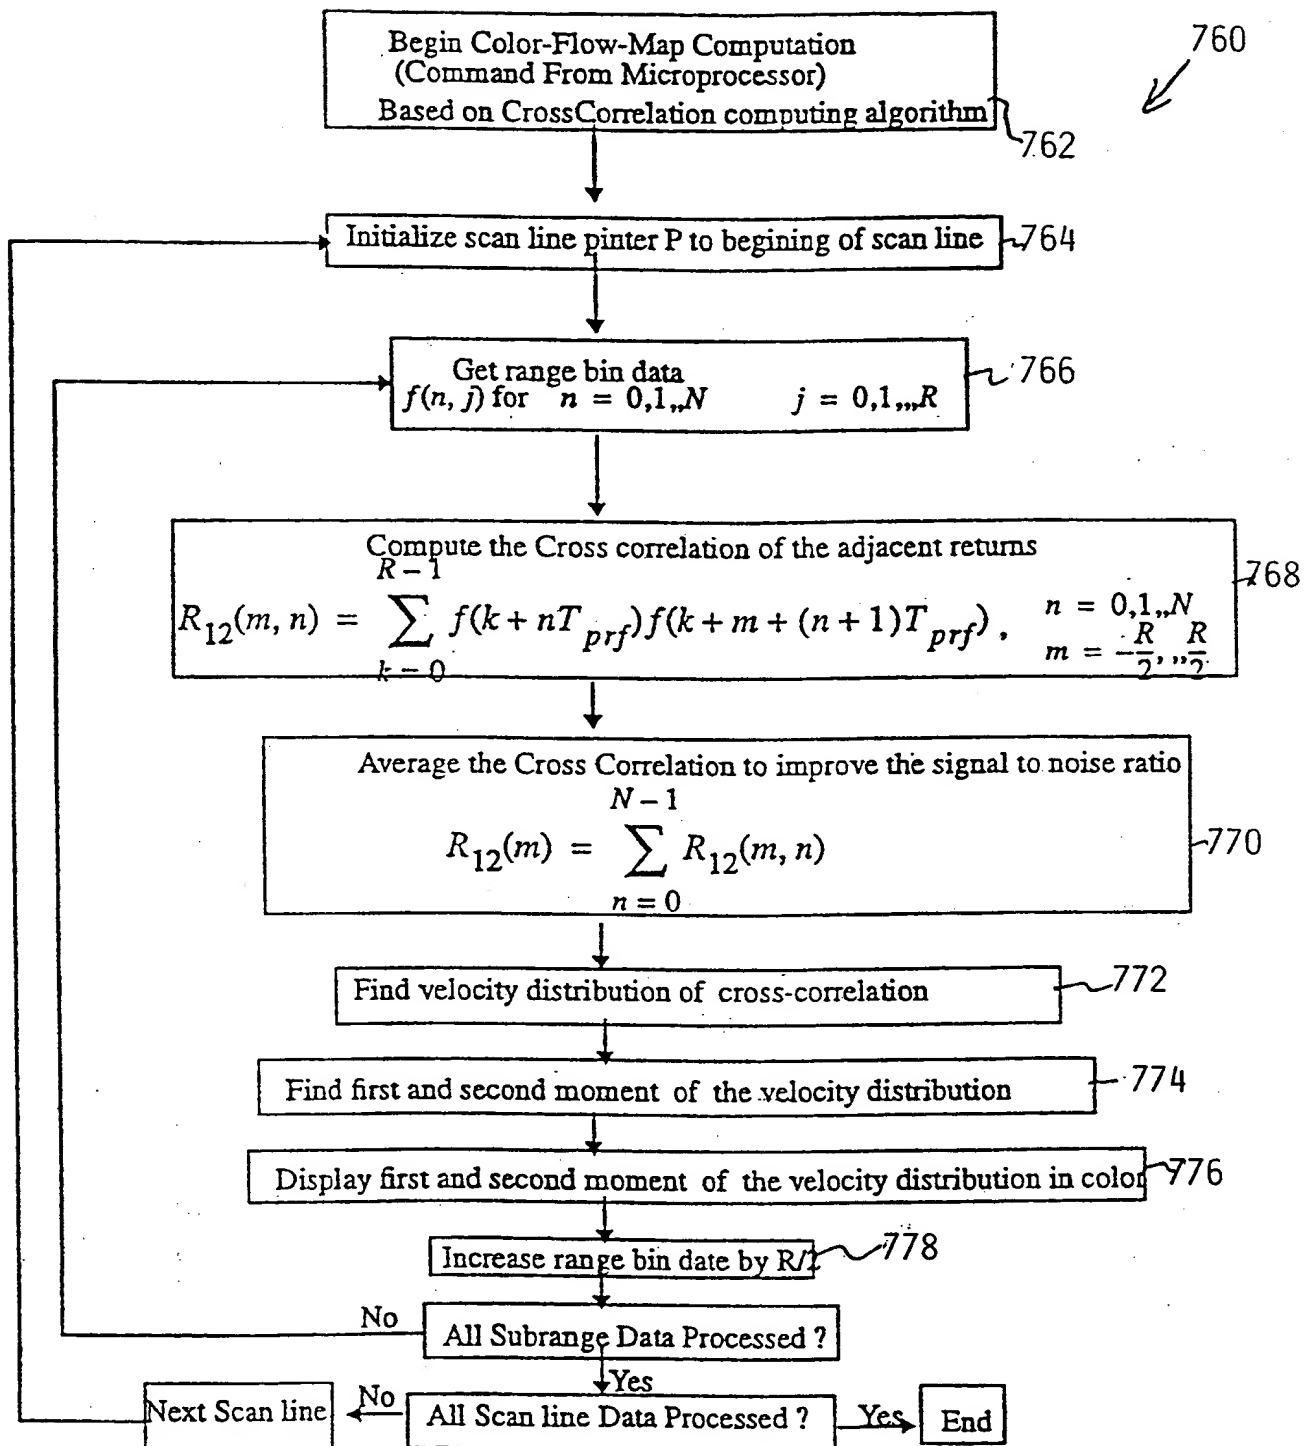 Begin Color-Flow-Map Computation
760
(Command From Microprocessor)
Based on CrossCorrelation computing algorithm
762
Initialize scan line pinter P to begining of scan line
764
Get range bin data
766
f(n, j) for n = 0,1,,N j = 0,1,,,R
Compute the Cross correlation of the adjacent returns
768
R12(m, n) = ∑ f(k + nTprf)f(k + m + (n + 1)Tprf) , n = 0,1,,N
R − 1
k − 0
m = −R/2, ,,R/2
Average the Cross Correlation to improve the signal to noise ratio
N − 1
R12(m) = ∑ R12(m, n)
n = 0
770
Find velocity distribution of cross-correlation
772
Find first and second moment of the velocity distribution
774
Display first and second moment of the velocity distribution in color
776
Increase range bin date by R/2
778
No
All Subrange Data Processed ?
Yes
Next Scan line
No
All Scan line Data Processed ?
Yes
End